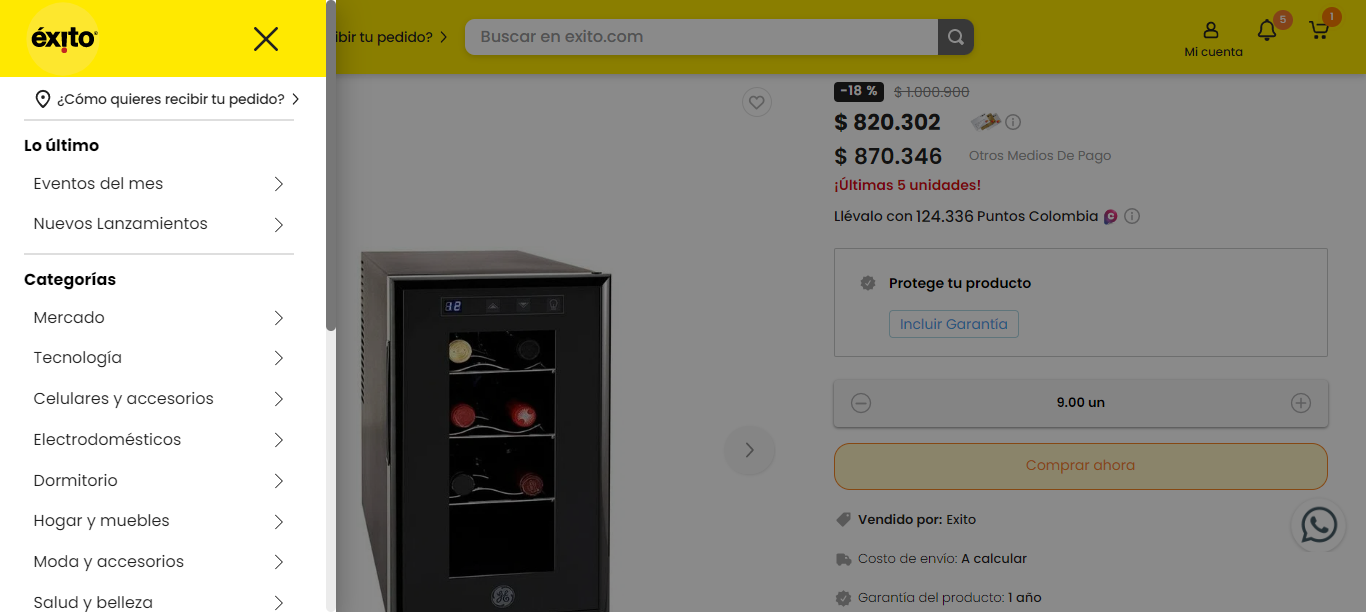 éxito
¿Cómo quieres recibir tu pedido?
Lo último
Eventos del mes
Nuevos Lanzamientos
Categorías
Mercado
Tecnología
Celulares y accesorios
Electrodomésticos
Dormitorio
Hogar y muebles
Moda y accesorios
Salud y belleza
ibir tu pedido?
Buscar en exito.com
Mi cuenta
5
1
-18 %
$ 1.000.900
$ 820.302
$ 870.346 Otros Medios De Pago
¡Últimas 5 unidades!
Llévalo con 124.336 Puntos Colombia
Protege tu producto
Incluir Garantía
9.00 un
Comprar ahora
Vendido por: Exito
Costo de envío: A calcular
Garantía del producto: 1 año
12